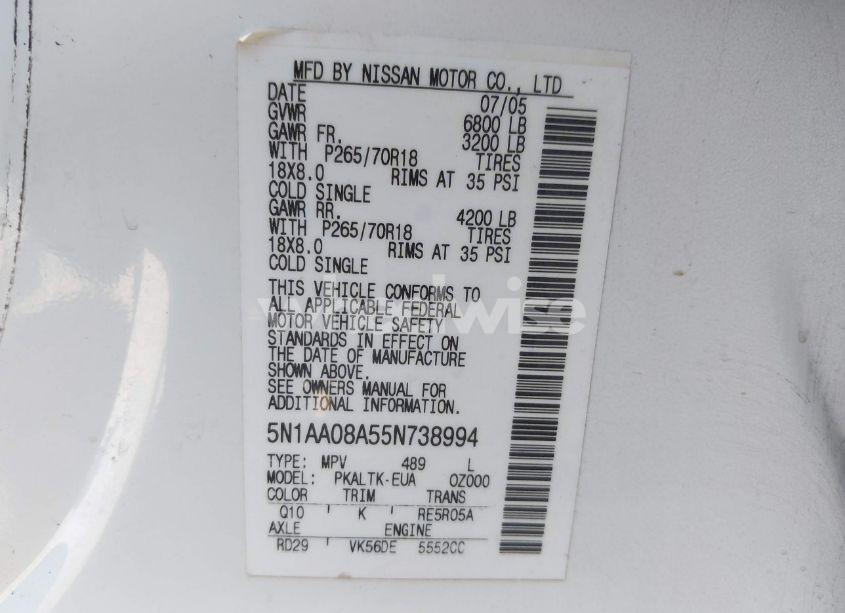 MFD BY NISSAN MOTOR CO., LTD
DATE 07/05
GVWR 6800 LB
GAWR FR. 3200 LB
WITH P265/70R18 TIRES
18X8.0 RIMS AT 35 PSI
COLD SINGLE
GAWR RR. 4200 LB
WITH P265/70R18 TIRES
18X8.0 RIMS AT 35 PSI
COLD SINGLE
THIS VEHICLE CONFORMS TO
ALL APPLICABLE FEDERAL
MOTOR VEHICLE SAFETY
STANDARDS IN EFFECT ON
THE DATE OF MANUFACTURE
SHOWN ABOVE.
SEE OWNERS MANUAL FOR
ADDITIONAL INFORMATION.
5N1AA08A55N738994
TYPE: MPV 489 L
MODEL: PKALTK-EUA OZ000
COLOR TRIM TRANS
Q10 K RE5R05A
AXLE ENGINE
RD29 VK56DE 5552CC